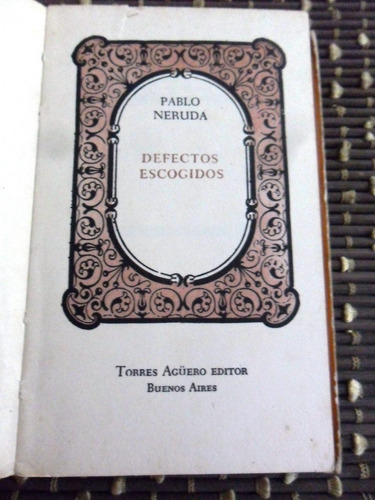 PABLO
NERUDA
DEFECTOS
ESCOGIDOS
TORRES AGÜERO EDITOR
BUENOS AIRES